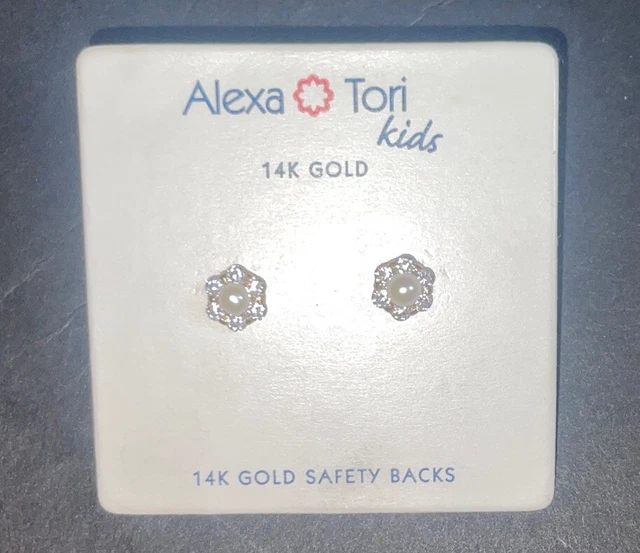 Alexa Tori
kids
14K GOLD
14K GOLD SAFETY BACKS